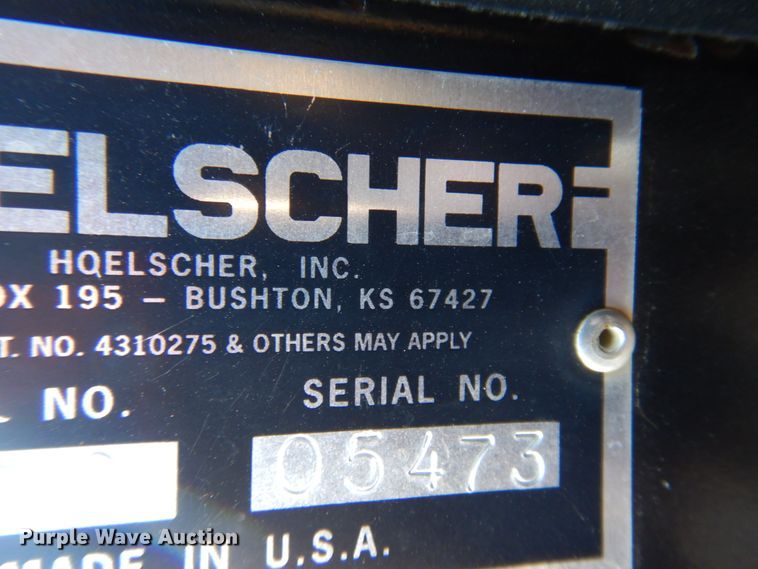 ELSCHER
HOELSCHER, INC.
OX 195 – BUSHTON, KS 67427
T. NO. 4310275 & OTHERS MAY APPLY
L NO.
SERIAL NO.
05473
MADE IN U.S.A.
Purple Wave Auction